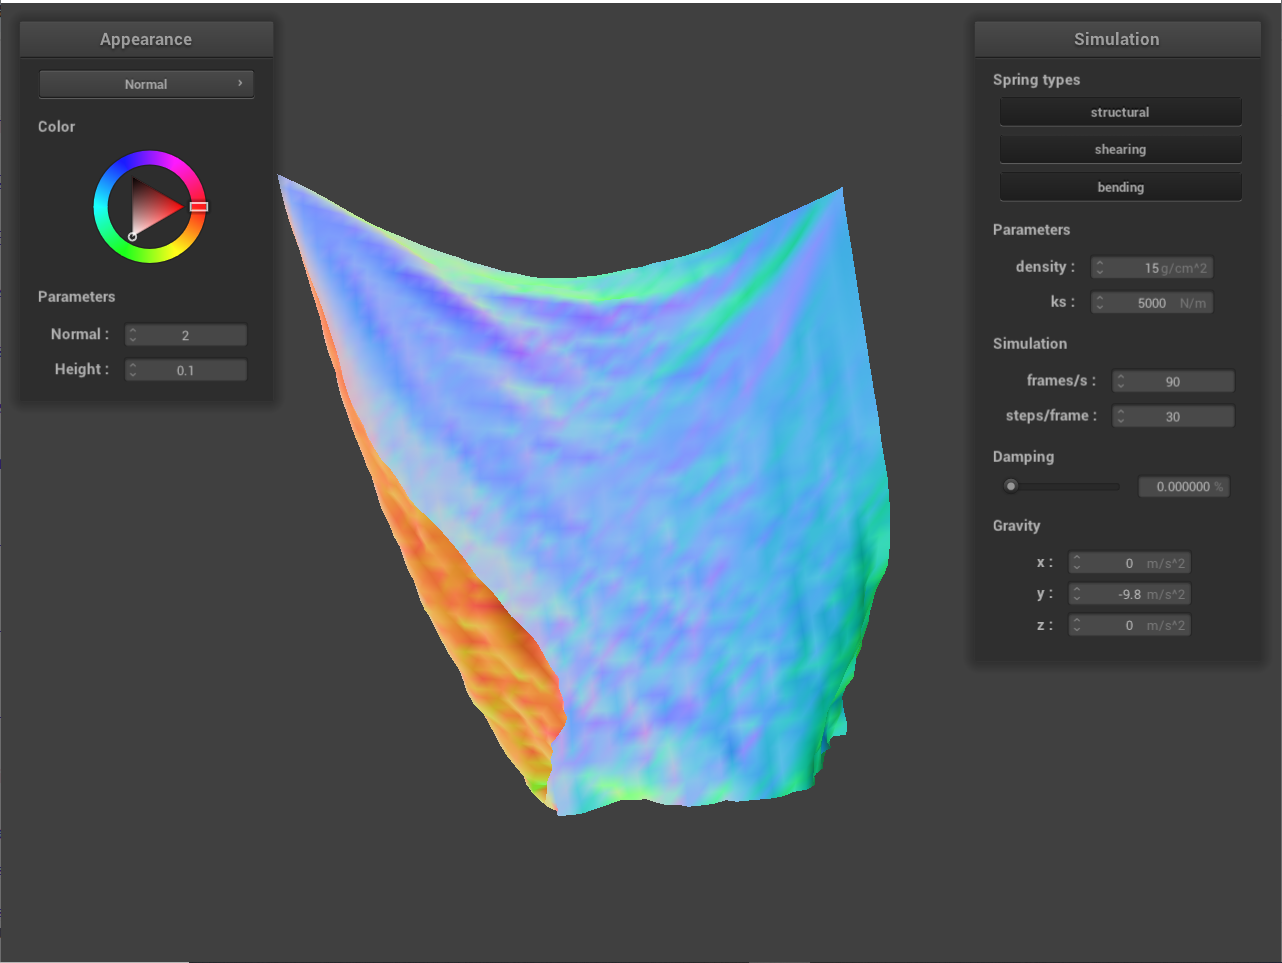 Appearance
Normal ›
Color
Parameters
Normal : 2
Height : 0.1
Simulation
Spring types
structural
shearing
bending
Parameters
density : 15 g/cm^2
ks : 5000 N/m
Simulation
frames/s : 90
steps/frame : 30
Damping
0.000000 %
Gravity
x : 0 m/s^2
y : -9.8 m/s^2
z : 0 m/s^2